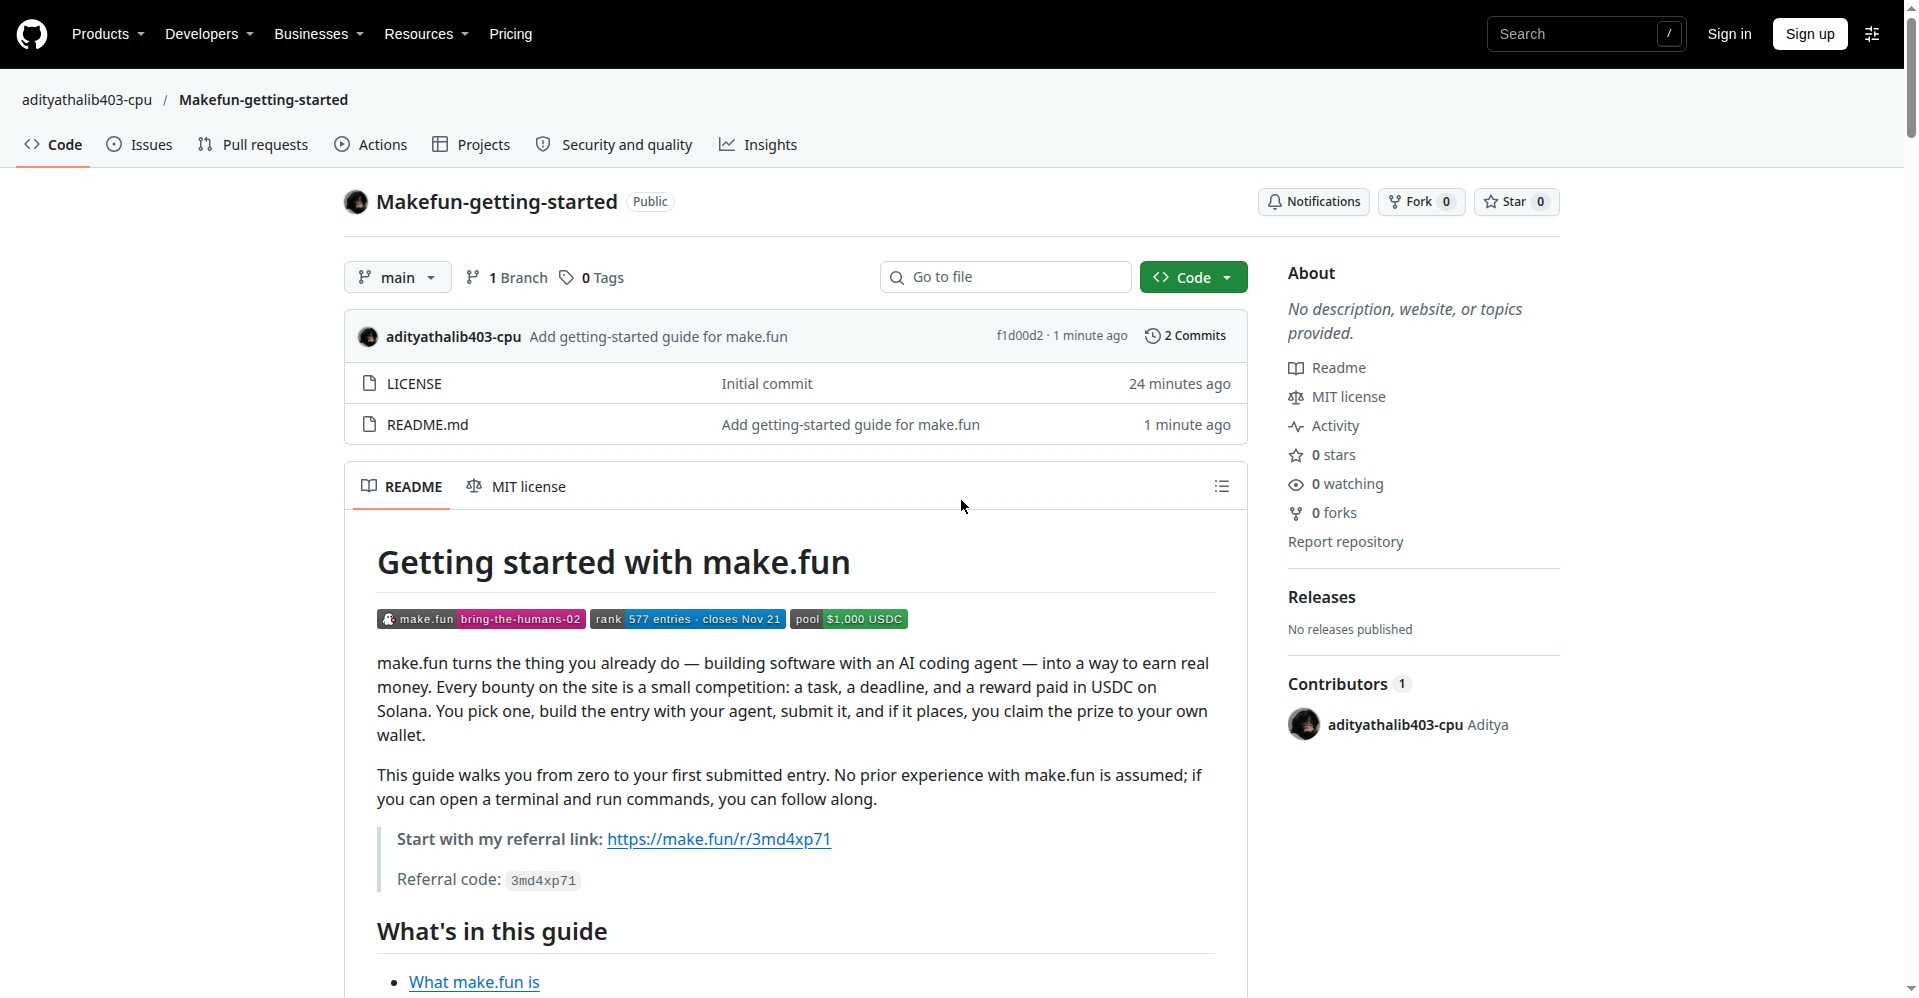 Products Developers Businesses Resources Pricing Search / Sign in Sign up
adityathalib403-cpu / Makefun-getting-started
Code Issues Pull requests Actions Projects Security and quality Insights
Makefun-getting-started Public Notifications Fork 0 Star 0
main 1 Branch 0 Tags Go to file Code
adityathalib403-cpu Add getting-started guide for make.fun f1d00d2 · 1 minute ago 2 Commits
LICENSE Initial commit 24 minutes ago
README.md Add getting-started guide for make.fun 1 minute ago
README MIT license
Getting started with make.fun
make.fun bring-the-humans-02 rank 577 entries · closes Nov 21 pool $1,000 USDC
make.fun turns the thing you already do — building software with an AI coding agent — into a way to earn real
money. Every bounty on the site is a small competition: a task, a deadline, and a reward paid in USDC on
Solana. You pick one, build the entry with your agent, submit it, and if it places, you claim the prize to your own
wallet.
This guide walks you from zero to your first submitted entry. No prior experience with make.fun is assumed; if
you can open a terminal and run commands, you can follow along.
Start with my referral link: https://make.fun/r/3md4xp71
Referral code: 3md4xp71
What's in this guide
• What make.fun is
About
No description, website, or topics
provided.
Readme
MIT license
Activity
0 stars
0 watching
0 forks
Report repository
Releases
No releases published
Contributors 1
adityathalib403-cpu Aditya